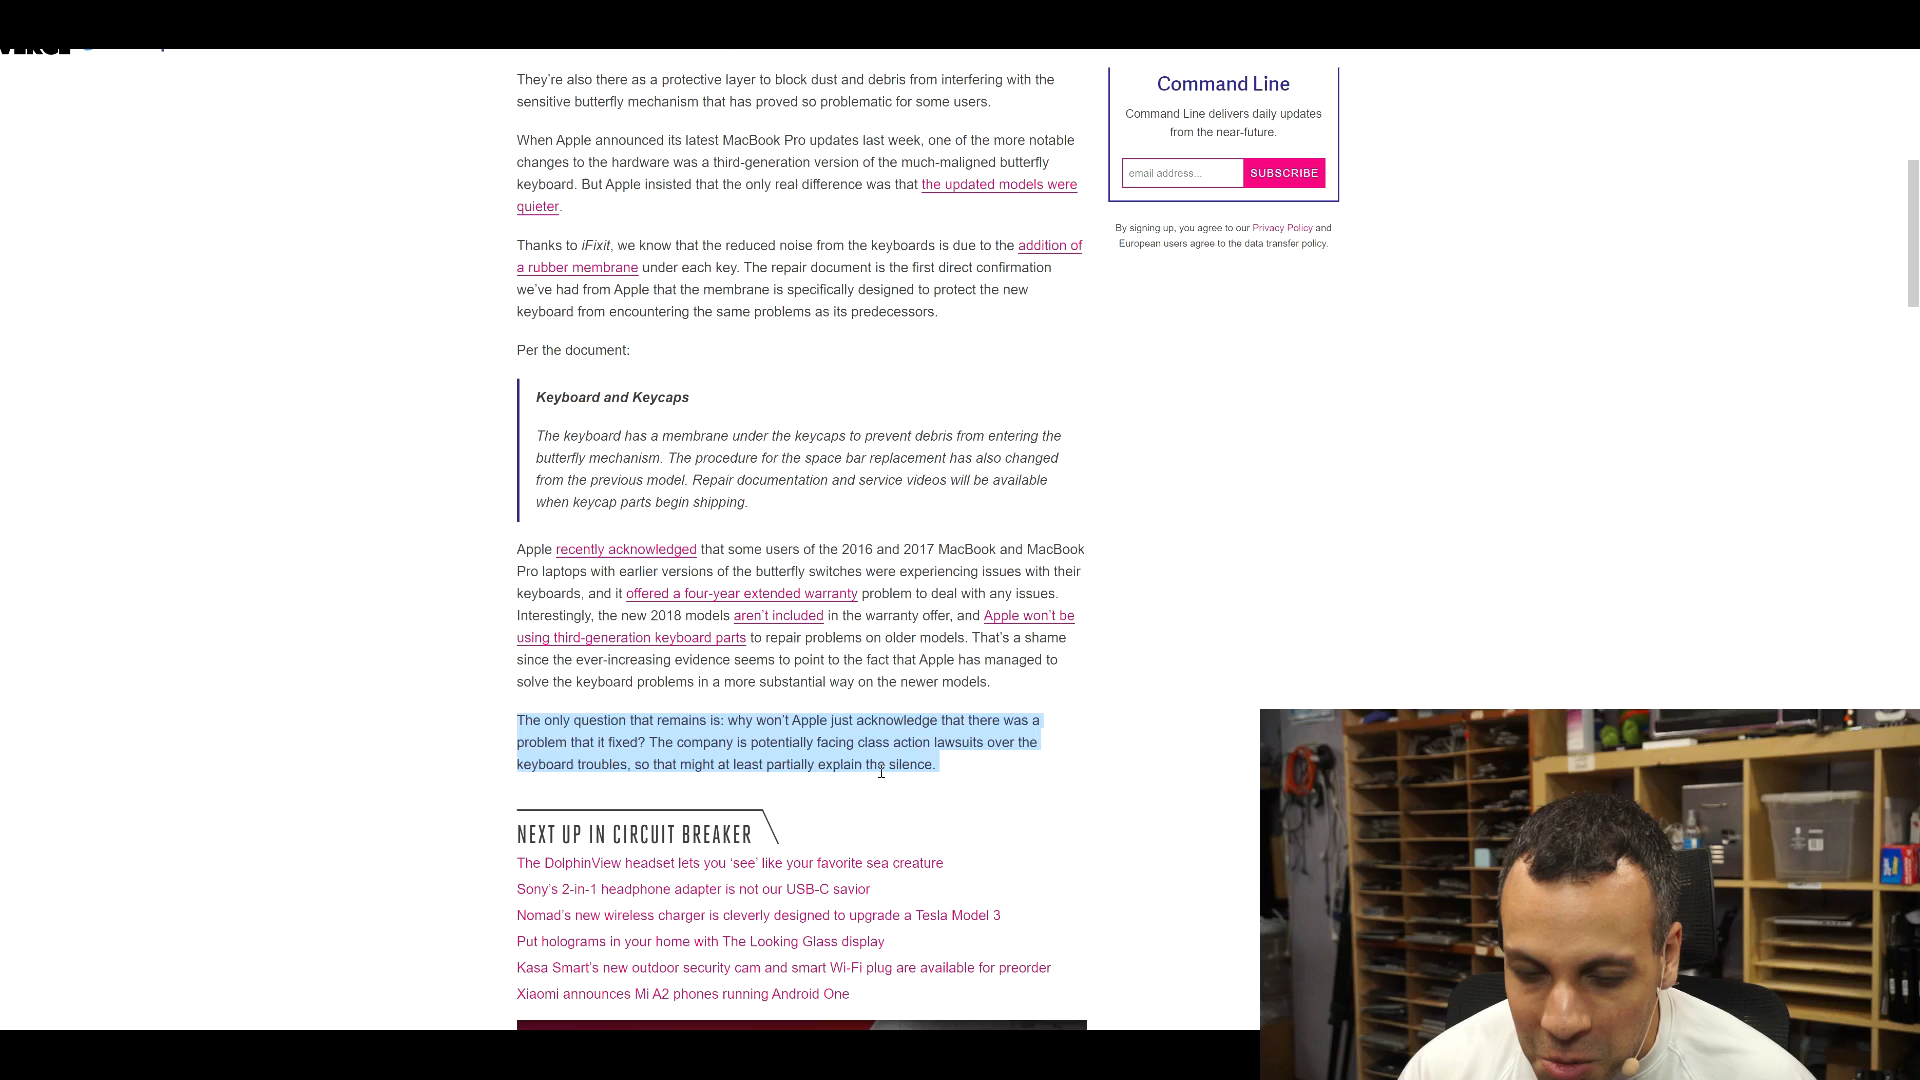 They’re also there as a protective layer to block dust and debris from interfering with the
sensitive butterfly mechanism that has proved so problematic for some users.
When Apple announced its latest MacBook Pro updates last week, one of the more notable
changes to the hardware was a third-generation version of the much-maligned butterfly
keyboard. But Apple insisted that the only real difference was that the updated models were
quieter.
Thanks to iFixit, we know that the reduced noise from the keyboards is due to the addition of
a rubber membrane under each key. The repair document is the first direct confirmation
we’ve had from Apple that the membrane is specifically designed to protect the new
keyboard from encountering the same problems as its predecessors.
Per the document:
Keyboard and Keycaps
The keyboard has a membrane under the keycaps to prevent debris from entering the
butterfly mechanism. The procedure for the space bar replacement has also changed
from the previous model. Repair documentation and service videos will be available
when keycap parts begin shipping.
Apple recently acknowledged that some users of the 2016 and 2017 MacBook and MacBook
Pro laptops with earlier versions of the butterfly switches were experiencing issues with their
keyboards, and it offered a four-year extended warranty problem to deal with any issues.
Interestingly, the new 2018 models aren’t included in the warranty offer, and Apple won’t be
using third-generation keyboard parts to repair problems on older models. That’s a shame
since the ever-increasing evidence seems to point to the fact that Apple has managed to
solve the keyboard problems in a more substantial way on the newer models.
The only question that remains is: why won’t Apple just acknowledge that there was a
problem that it fixed? The company is potentially facing class action lawsuits over the
keyboard troubles, so that might at least partially explain the silence.
NEXT UP IN CIRCUIT BREAKER
The DolphinView headset lets you ‘see’ like your favorite sea creature
Sony’s 2-in-1 headphone adapter is not our USB-C savior
Nomad’s new wireless charger is cleverly designed to upgrade a Tesla Model 3
Put holograms in your home with The Looking Glass display
Kasa Smart’s new outdoor security cam and smart Wi-Fi plug are available for preorder
Xiaomi announces Mi A2 phones running Android One
Command Line
Command Line delivers daily updates
from the near-future.
email address...
SUBSCRIBE
By signing up, you agree to our Privacy Policy and
European users agree to the data transfer policy.